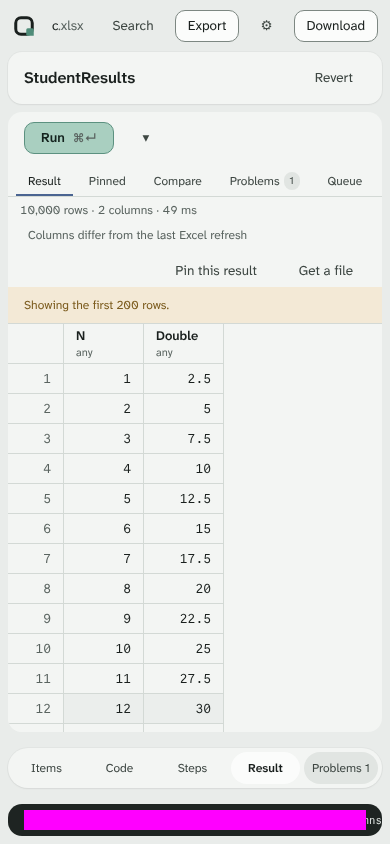 c.xlsx Search Export ⚙ Download
StudentResults Revert
Run ⌘↵ ▼
Result Pinned Compare Problems 1 Queue
10,000 rows · 2 columns · 49 ms
Columns differ from the last Excel refresh
Pin this result Get a file
Showing the first 200 rows.
N Double
any any
1 1 2.5
2 2 5
3 3 7.5
4 4 10
5 5 12.5
6 6 15
7 7 17.5
8 8 20
9 9 22.5
10 10 25
11 11 27.5
12 12 30
Items Code Steps Result Problems 1